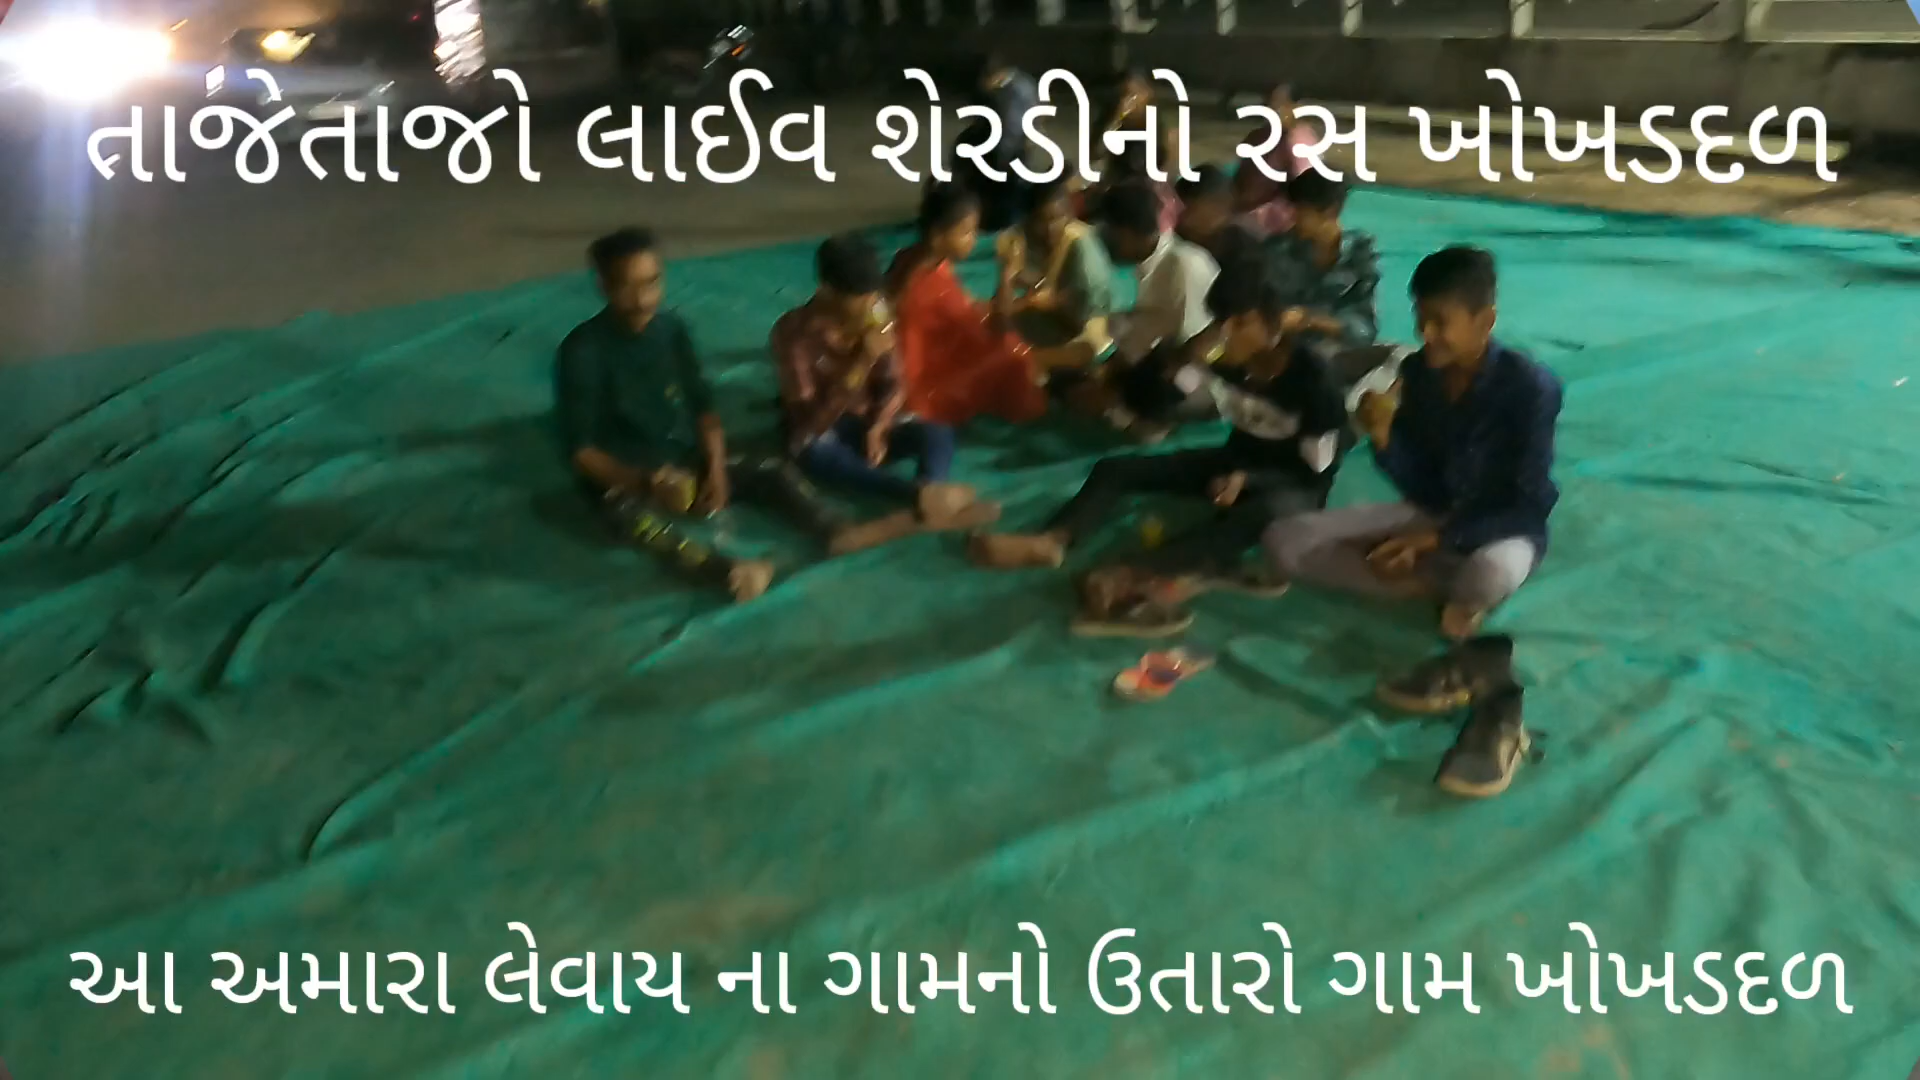 તાજેતાજો લાઈવ શેરડીનો રસ ખોખડદળ
આ અમારા લેવાય ના ગામનો ઉતારો ગામ ખોખડદળ